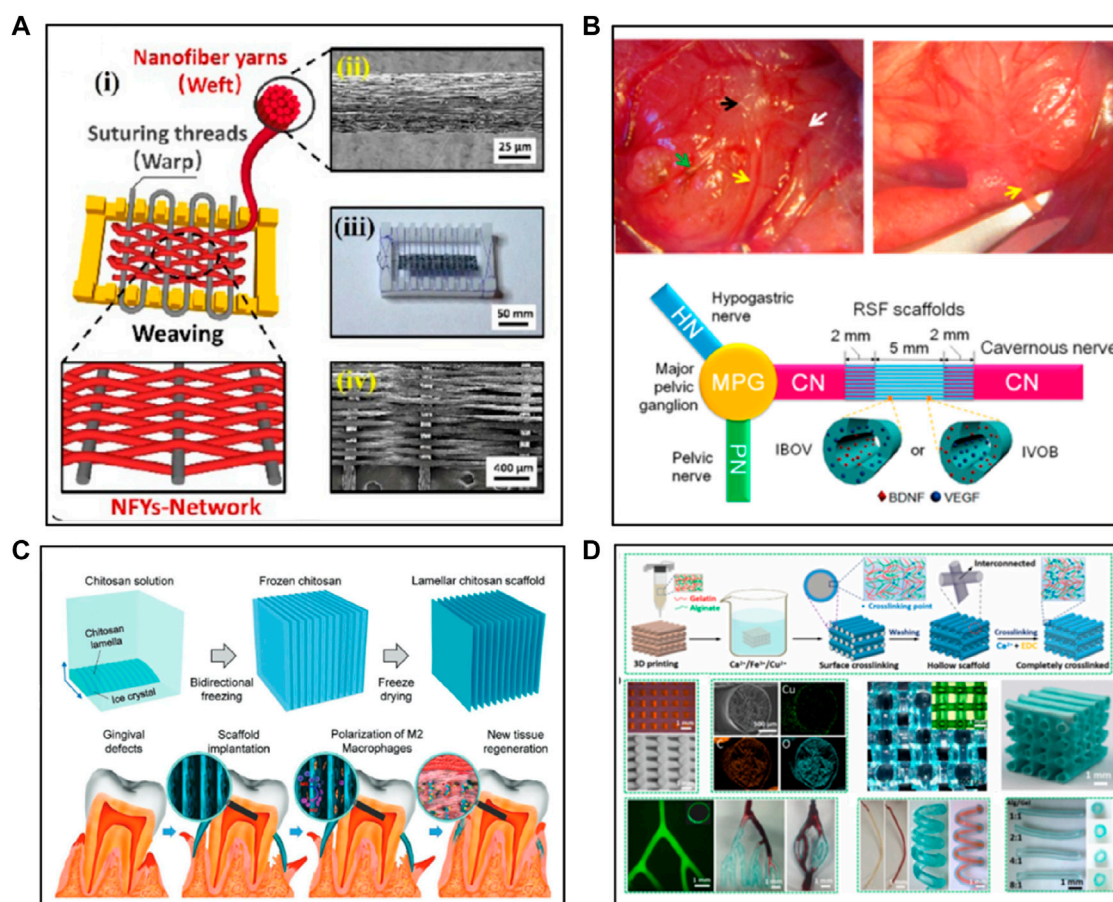 A
(i)
Nanofiber yarns
(Weft)
Suturing threads
(Warp)
Weaving
NFYs-Network
(ii)
25 μm
(iii)
50 mm
(iv)
400 μm
B
HN
Hypogastric
nerve
Major
pelvic
ganglion
MPG
CN
PN
Pelvic
nerve
RSF scaffolds
2 mm
5 mm
2 mm
Cavernous nerve
CN
IBOV
or
IVOB
BDNF
VEGF
C
Chitosan solution
Chitosan
lamella
Ice crystal
Bidirectional
freezing
Frozen chitosan
Freeze
drying
Lamellar chitosan scaffold
Gingival
defects
Scaffold
implantation
Polarization of M2
Macrophages
New tissue
regeneration
D
Gelatin
Alginate
3D printing
Ca²⁺/Fe³⁺/Cu²⁺
Crosslinking point
Surface crosslinking
Washing
Interconnected
Hollow scaffold
Crosslinking
Ca²⁺ + EDC
Completely crosslinked
1 mm
500 μm
Cu
C
O
1 mm
1 mm
1 mm
1 mm
Alg/Gel
1:1
2:1
4:1
8:1
1 mm